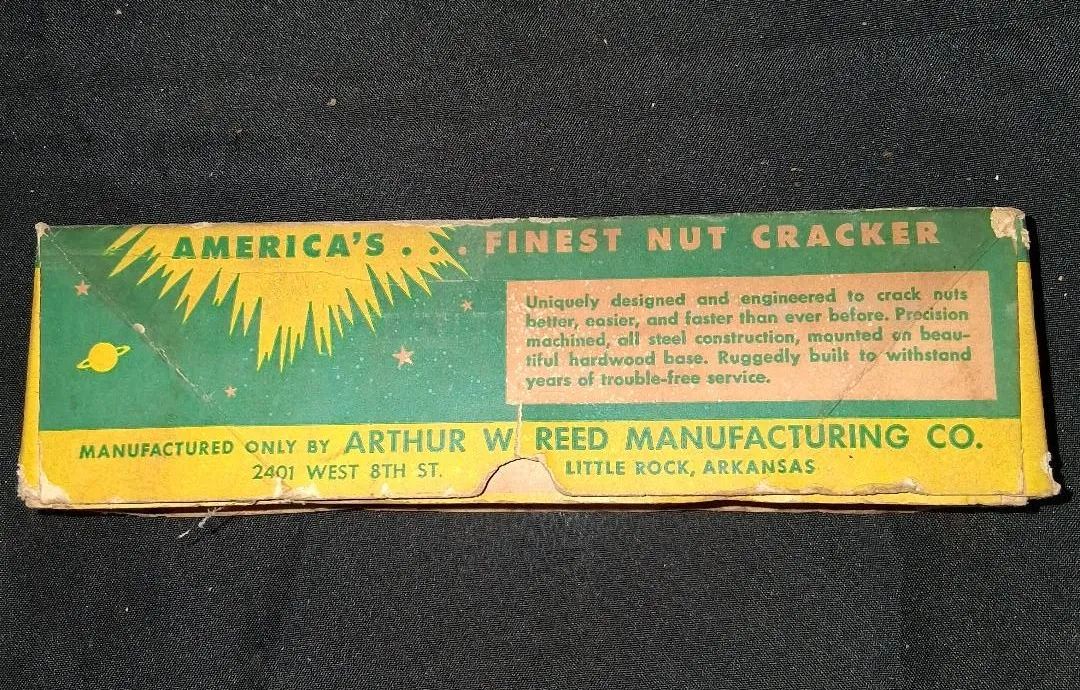 AMERICA'S . . . FINEST NUT CRACKER
Uniquely designed and engineered to crack nuts
better, easier, and faster than ever before. Precision
machined, all steel construction, mounted on beau-
tiful hardwood base. Ruggedly built to withstand
years of trouble-free service.
MANUFACTURED ONLY BY ARTHUR W REED MANUFACTURING CO.
2401 WEST 8TH ST. LITTLE ROCK, ARKANSAS